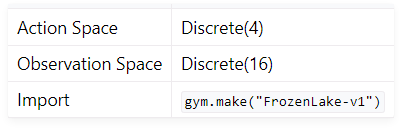 Action Space Discrete(4)
Observation Space Discrete(16)
Import gym.make("FrozenLake-v1")